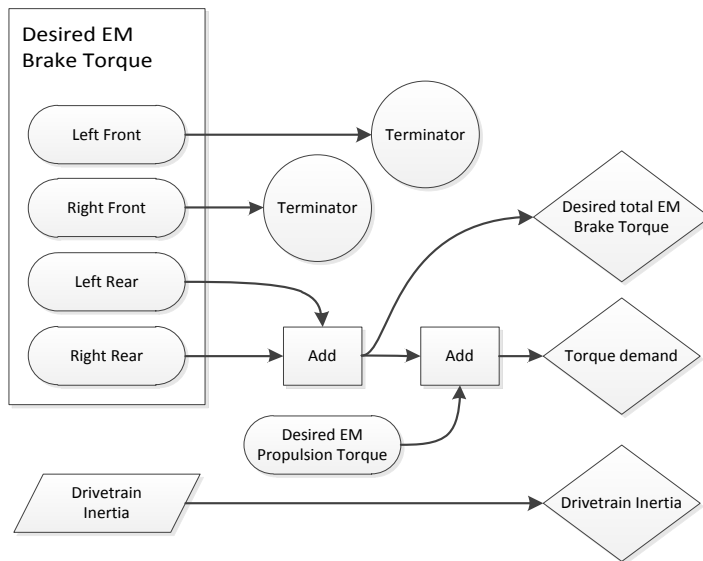 Desired EM
Brake Torque
Left Front
Terminator
Right Front
Terminator
Desired total EM
Brake Torque
Left Rear
Right Rear
Add
Add
Torque demand
Desired EM
Propulsion Torque
Drivetrain
Inertia
Drivetrain Inertia